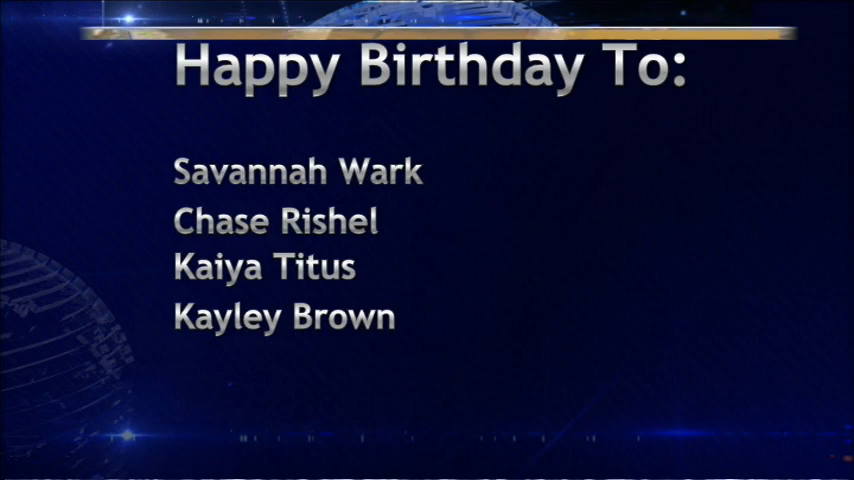 Happy Birthday To:
Savannah Wark
Chase Rishel
Kaiya Titus
Kayley Brown